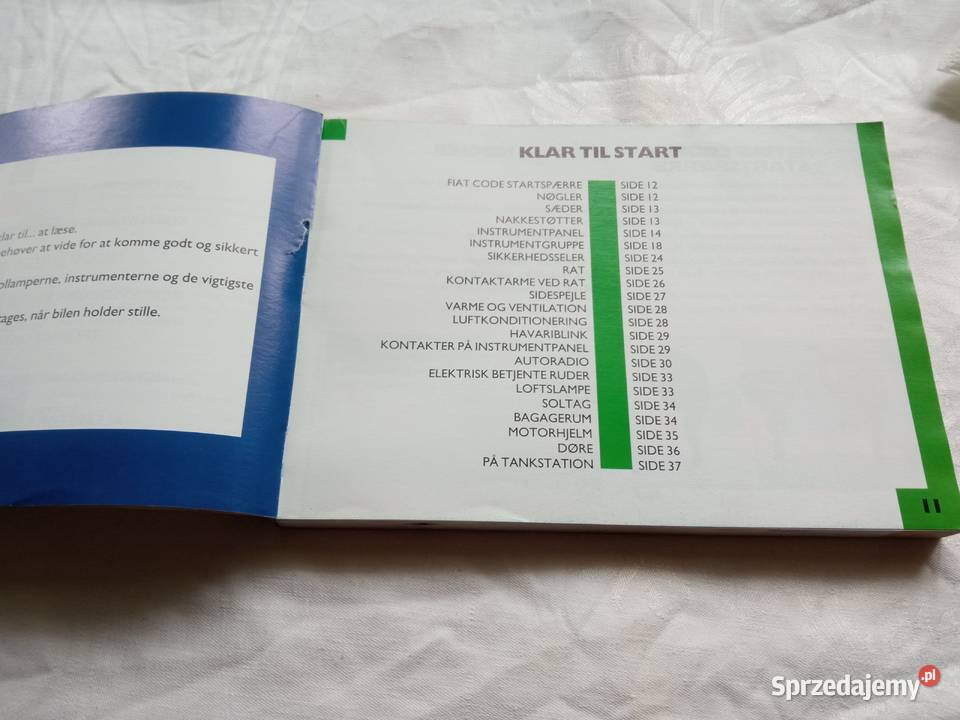 klar til... at læse.
ehøver at vide for at komme godt og sikkert
ollamperne, instrumenterne og de vigtigste
ages, når bilen holder stille.
KLAR TIL START
FIAT CODE STARTSPÆRRE SIDE 12
NØGLER SIDE 12
SÆDER SIDE 13
NAKKESTØTTER SIDE 13
INSTRUMENTPANEL SIDE 14
INSTRUMENTGRUPPE SIDE 18
SIKKERHEDSSELER SIDE 24
RAT SIDE 25
KONTAKTARME VED RAT SIDE 26
SIDESPEJLE SIDE 27
VARME OG VENTILATION SIDE 28
LUFTKONDITIONERING SIDE 28
HAVARIBLINK SIDE 29
KONTAKTER PÅ INSTRUMENTPANEL SIDE 29
AUTORADIO SIDE 30
ELEKTRISK BETJENTE RUDER SIDE 33
LOFTSLAMPE SIDE 33
SOLTAG SIDE 34
BAGAGERUM SIDE 34
MOTORHJELM SIDE 35
DØRE SIDE 36
PÅ TANKSTATION SIDE 37
11
Sprzedajemy.pl